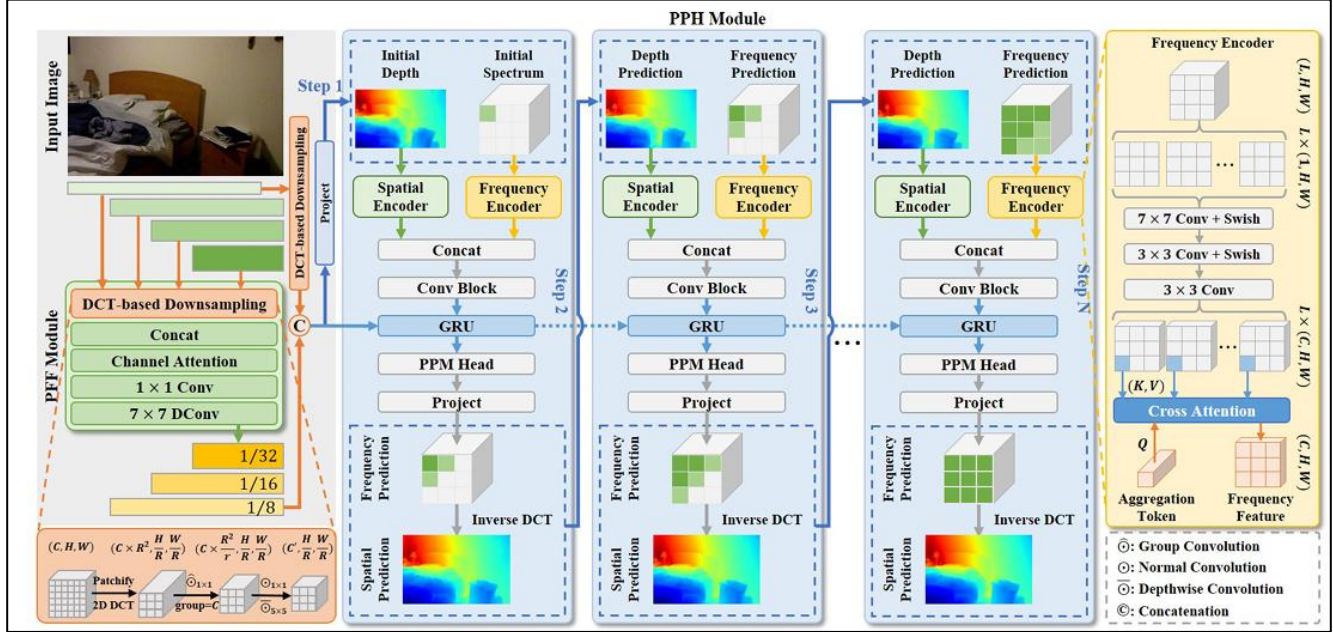 PPH Module
Input Image
PFF Module
DCT-based Downsampling
Concat
Channel Attention
1 × 1 Conv
7 × 7 DConv
1/32
1/16
1/8
(C, H, W)
(C × R², H/R, W/R)
(C × R²/r, H/R, W/R)
(C′, H/R, W/R)
Patchify
2D DCT
⊙̂1×1
group=C
⊙1×1
⊙̅5×5
DCT-based Downsampling
Project
C
Step 1
Initial Depth
Initial Spectrum
Spatial Encoder
Frequency Encoder
Concat
Conv Block
GRU
PPM Head
Project
Frequency Prediction
Inverse DCT
Spatial Prediction
Step 2
Depth Prediction
Frequency Prediction
Spatial Encoder
Frequency Encoder
Concat
Conv Block
GRU
PPM Head
Project
Frequency Prediction
Inverse DCT
Spatial Prediction
Step 3
...
Depth Prediction
Frequency Prediction
Spatial Encoder
Frequency Encoder
Concat
Conv Block
GRU
PPM Head
Project
Frequency Prediction
Inverse DCT
Spatial Prediction
Step N
Frequency Encoder
(L, H, W)
...
L × (1, H, W)
7 × 7 Conv + Swish
3 × 3 Conv + Swish
3 × 3 Conv
...
L × (C, H, W)
(K, V)
Cross Attention
Q
(C, H, W)
Aggregation Token
Frequency Feature
⊙̂: Group Convolution
⊙: Normal Convolution
⊙̅: Depthwise Convolution
©: Concatenation